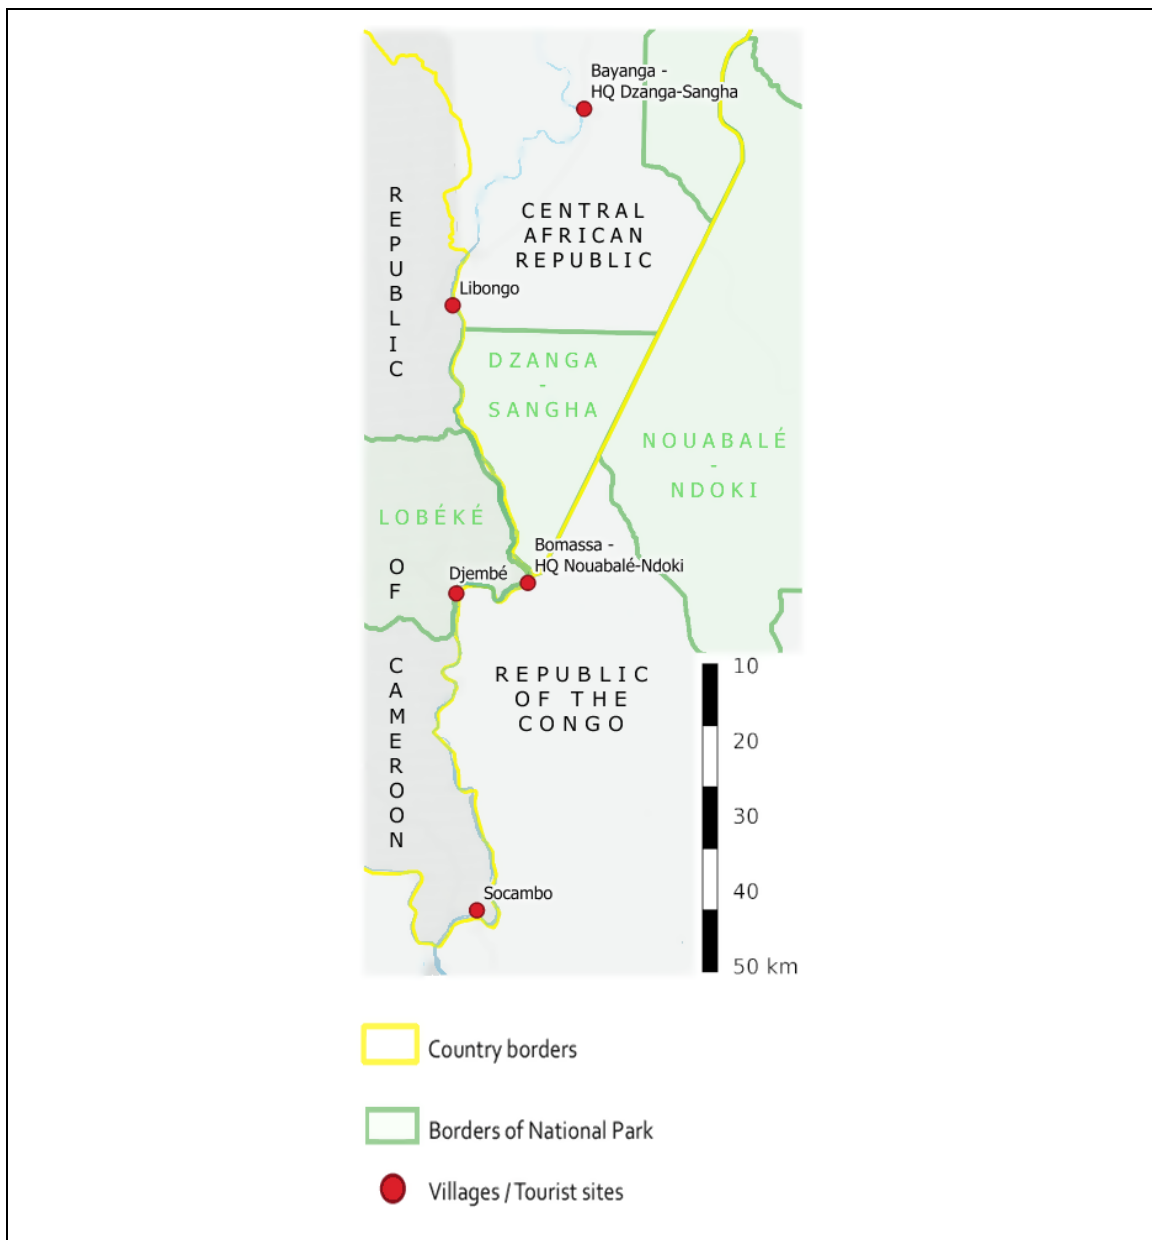 Bayanga -
HQ Dzanga-Sangha
CENTRAL
AFRICAN
REPUBLIC
Libongo
DZANGA
-
SANGHA
NOUABALÉ
-
NDOKI
LOBÉKÉ
Bomassa -
HQ Nouabalé-Ndoki
Djembé
REPUBLIC
OF
CAMEROON
REPUBLIC
OF THE
CONGO
Socambo
10
20
30
40
50 km
Country borders
Borders of National Park
Villages / Tourist sites